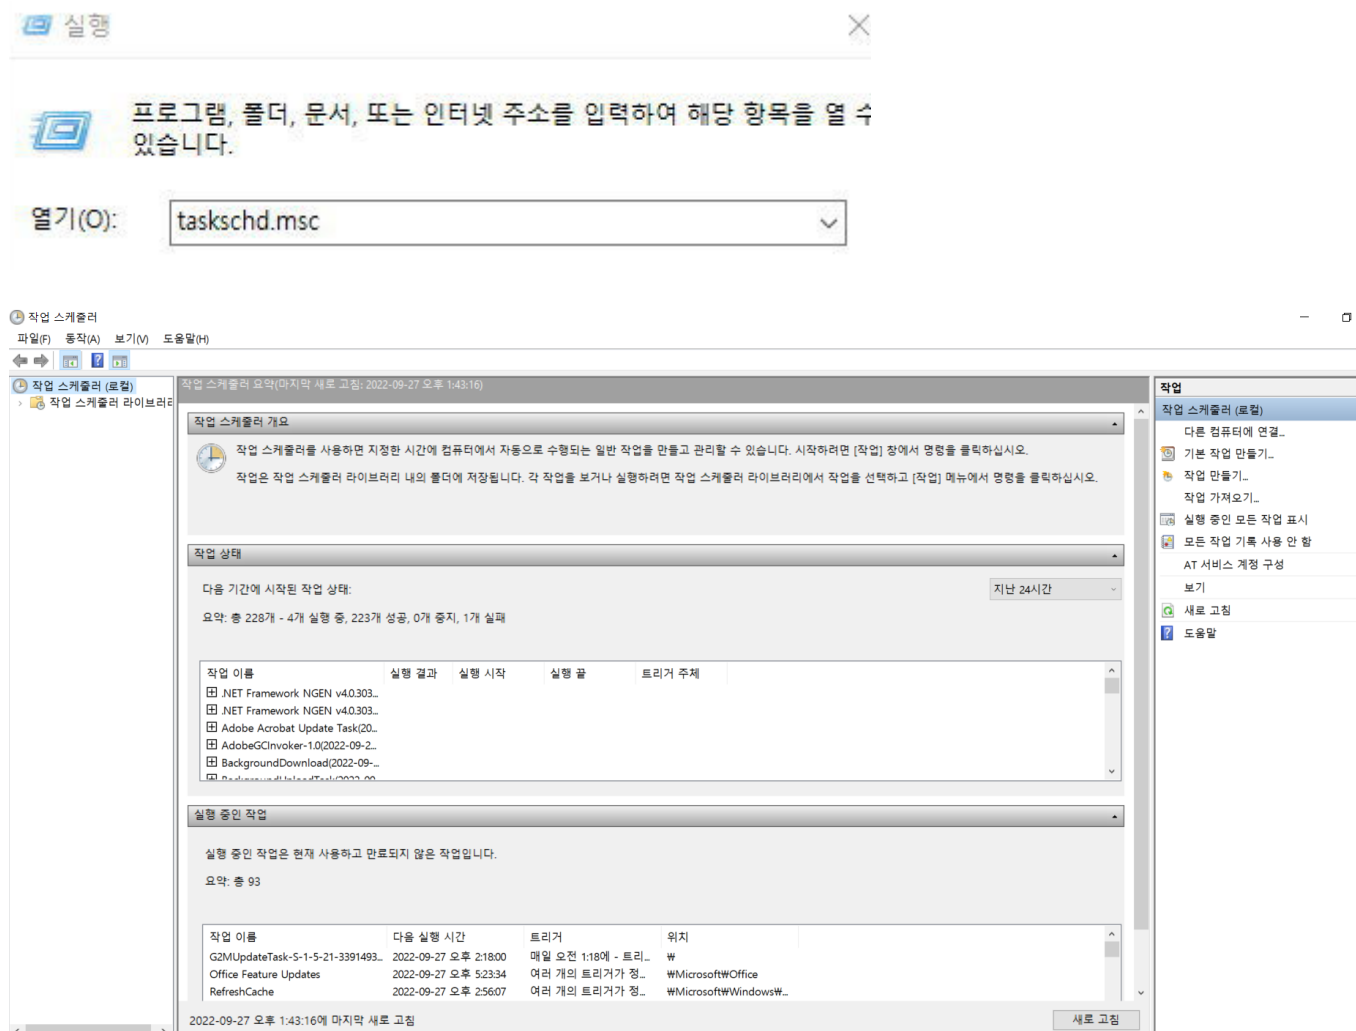 실행
프로그램, 폴더, 문서, 또는 인터넷 주소를 입력하여 해당 항목을 열 수
있습니다.
열기(O):
taskschd.msc
작업 스케줄러
파일(F) 동작(A) 보기(V) 도움말(H)
작업 스케줄러 (로컬)
작업 스케줄러 라이브러리
작업 스케줄러 요약(마지막 새로 고침: 2022-09-27 오후 1:43:16)
작업 스케줄러 개요
작업 스케줄러를 사용하면 지정한 시간에 컴퓨터에서 자동으로 수행되는 일반 작업을 만들고 관리할 수 있습니다. 시작하려면 [작업] 창에서 명령을 클릭하십시오.
작업은 작업 스케줄러 라이브러리 내의 폴더에 저장됩니다. 각 작업을 보거나 실행하려면 작업 스케줄러 라이브러리에서 작업을 선택하고 [작업] 메뉴에서 명령을 클릭하십시오.
작업 상태
다음 기간에 시작된 작업 상태:
지난 24시간
요약: 총 228개 - 4개 실행 중, 223개 성공, 0개 중지, 1개 실패
작업 이름 실행 결과 실행 시작 실행 끝 트리거 주체
.NET Framework NGEN v4.0.303...
.NET Framework NGEN v4.0.303...
Adobe Acrobat Update Task(20...
AdobeGCInvoker-1.0(2022-09-2...
BackgroundDownload(2022-09-...
BackgroundUploadTask(2022-09
실행 중인 작업
실행 중인 작업은 현재 사용하고 만료되지 않은 작업입니다.
요약: 총 93
작업 이름 다음 실행 시간 트리거 위치
G2MUpdateTask-S-1-5-21-3391493... 2022-09-27 오후 2:18:00 매일 오전 1:18에 - 트리... ₩
Office Feature Updates 2022-09-27 오후 5:23:34 여러 개의 트리거가 정... ₩Microsoft₩Office
RefreshCache 2022-09-27 오후 2:56:07 여러 개의 트리거가 정... ₩Microsoft₩Windows₩...
2022-09-27 오후 1:43:16에 마지막 새로 고침
새로 고침
작업
작업 스케줄러 (로컬)
다른 컴퓨터에 연결...
기본 작업 만들기...
작업 만들기...
작업 가져오기...
실행 중인 모든 작업 표시
모든 작업 기록 사용 안 함
AT 서비스 계정 구성
보기
새로 고침
도움말